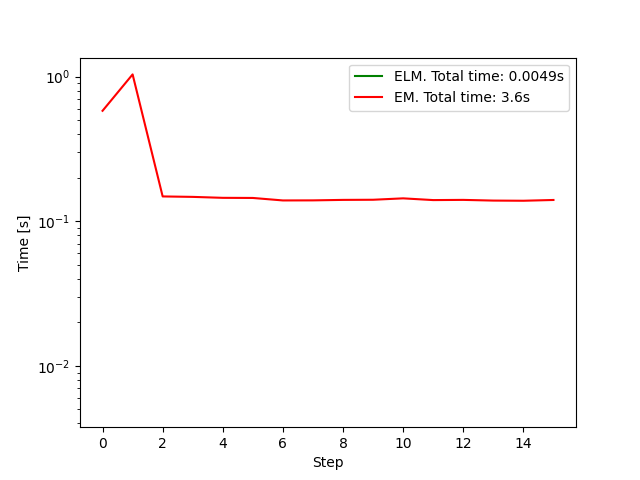 ELM. Total time: 0.0049s
EM. Total time: 3.6s
10⁰
10⁻¹
10⁻²
Time [s]
0 2 4 6 8 10 12 14
Step